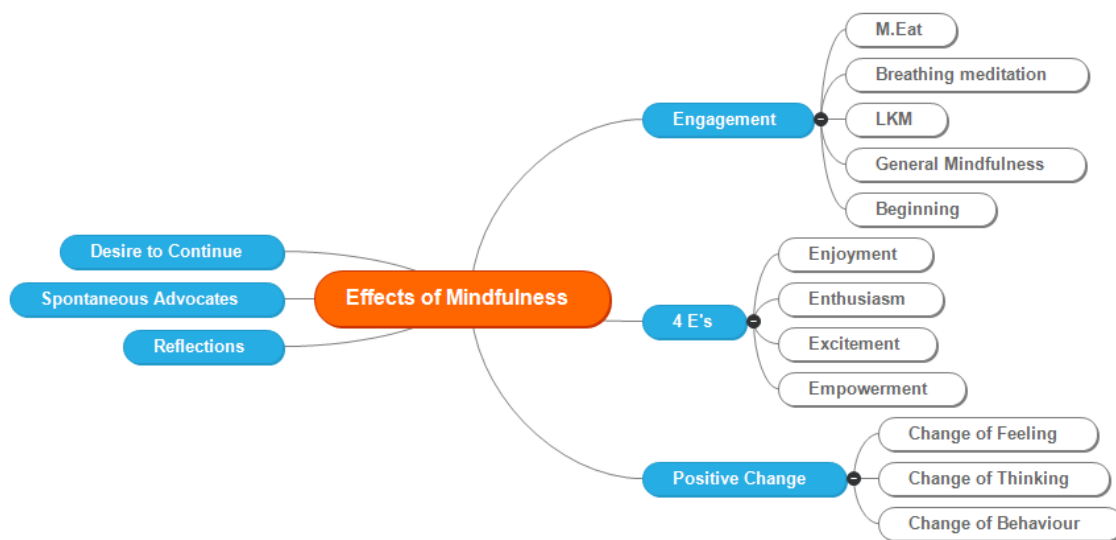 Effects of Mindfulness
Engagement
M.Eat
Breathing meditation
LKM
General Mindfulness
Beginning
4 E's
Enjoyment
Enthusiasm
Excitement
Empowerment
Positive Change
Change of Feeling
Change of Thinking
Change of Behaviour
Desire to Continue
Spontaneous Advocates
Reflections